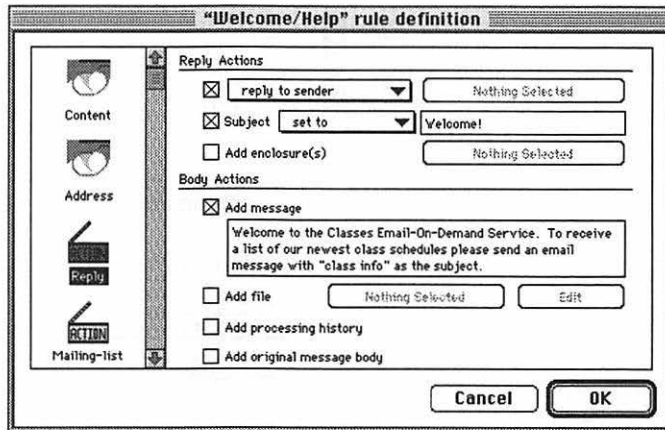 “Welcome/Help” rule definition
Content
Address
Reply
ACTION
Mailing-list
Reply Actions
reply to sender
Nothing Selected
Subject
set to
Welcome!
Add enclosure(s)
Nothing Selected
Body Actions
Add message
Welcome to the Classes Email-On-Demand Service. To receive
a list of our newest class schedules please send an email
message with "class info" as the subject.
Add file
Nothing Selected
Edit
Add processing history
Add original message body
Cancel
OK